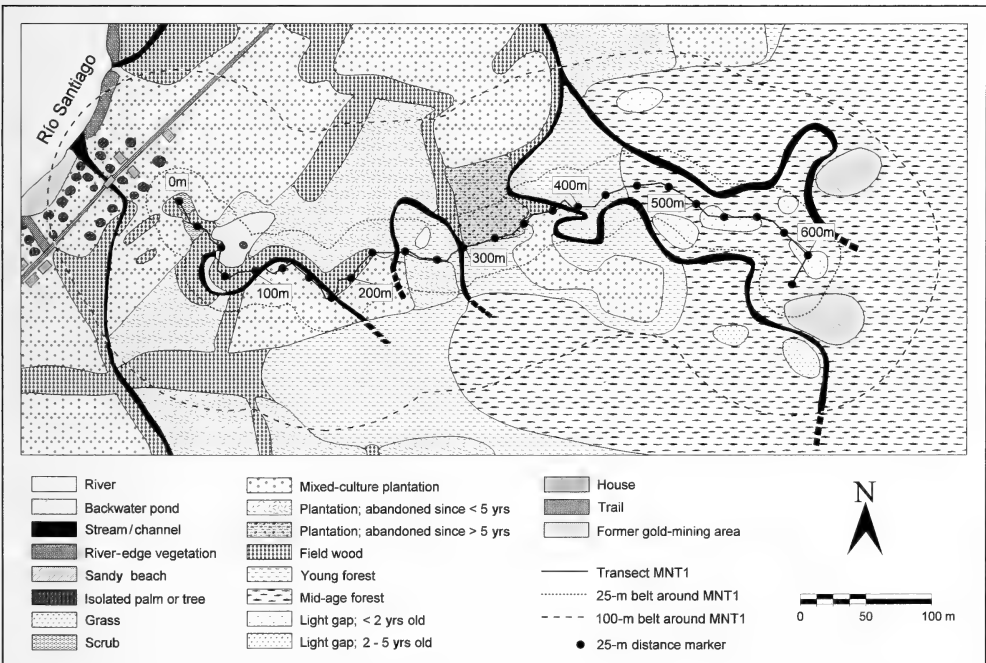 Río Santiago
0m
100m
200m
300m
400m
500m
600m
River
Backwater pond
Stream/channel
River-edge vegetation
Sandy beach
Isolated palm or tree
Grass
Scrub
Mixed-culture plantation
Plantation; abandoned since < 5 yrs
Plantation; abandoned since > 5 yrs
Field wood
Young forest
Mid-age forest
Light gap; < 2 yrs old
Light gap; 2 - 5 yrs old
House
Trail
Former gold-mining area
Transect MNT1
25-m belt around MNT1
100-m belt around MNT1
25-m distance marker
N
0 50 100 m